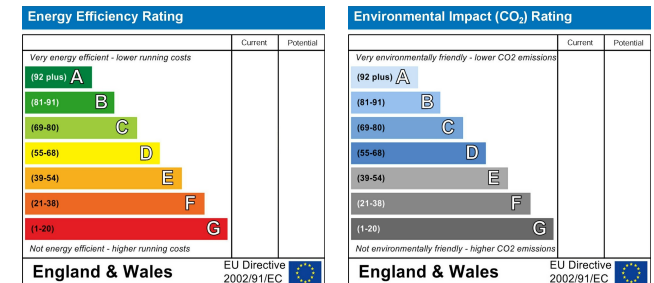 Energy Efficiency Rating
Current Potential
Very energy efficient - lower running costs
(92 plus) A
(81-91) B
(69-80) C
(55-68) D
(39-54) E
(21-38) F
(1-20) G
Not energy efficient - higher running costs
England & Wales
EU Directive
2002/91/EC
Environmental Impact (CO₂) Rating
Current Potential
Very environmentally friendly - lower CO2 emissions
(92 plus) A
(81-91) B
(69-80) C
(55-68) D
(39-54) E
(21-38) F
(1-20) G
Not environmentally friendly - higher CO2 emissions
England & Wales
EU Directive
2002/91/EC